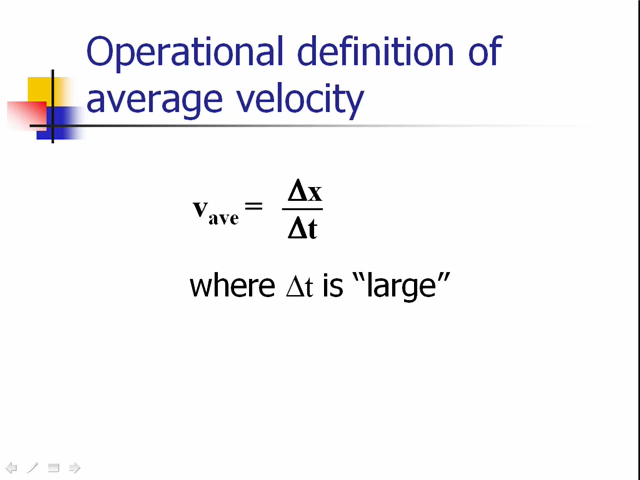 Operational definition of
average velocity
v_ave = Δx/Δt
where Δt is “large”